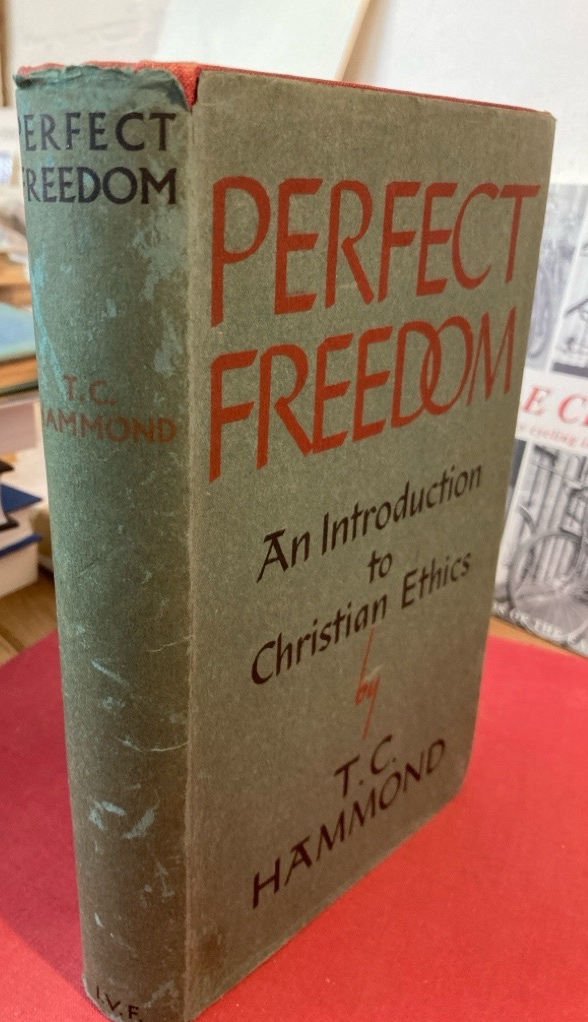 PERFECT
FREEDOM
T.C.
HAMMOND
I.V.F.
PERFECT
FREEDOM
An Introduction
to
Christian Ethics
by
T.C.
HAMMOND